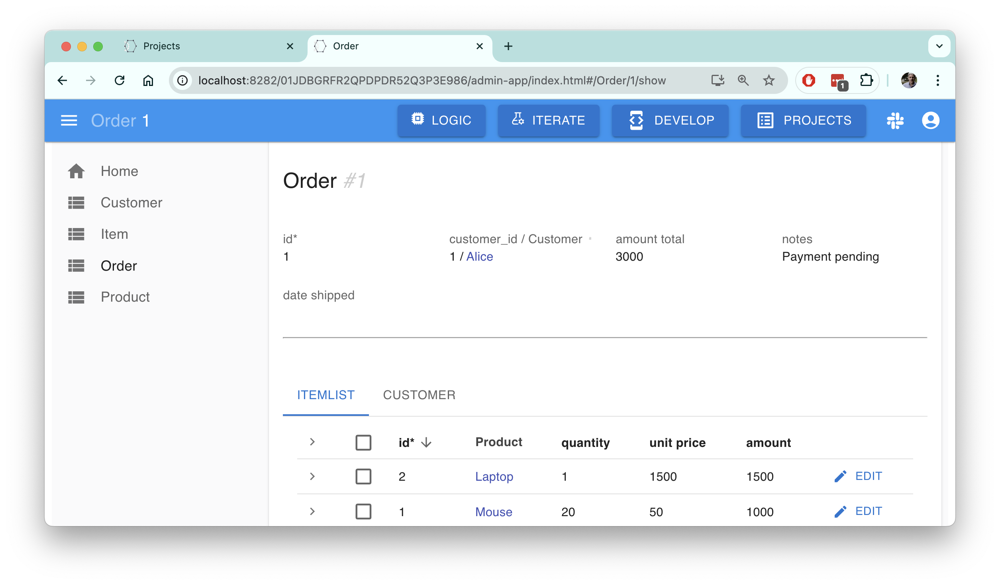 Projects
Order
localhost:8282/01JDBGRFR2QPDPDR52Q3P3E986/admin-app/index.html#/Order/1/show
1
Order 1
LOGIC
ITERATE
DEVELOP
PROJECTS
Home
Customer
Item
Order
Product
Order #1
id*
customer_id / Customer
amount total
notes
1
1 / Alice
3000
Payment pending
date shipped
ITEMLIST
CUSTOMER
id* Product quantity unit price amount
2 Laptop 1 1500 1500 EDIT
1 Mouse 20 50 1000 EDIT